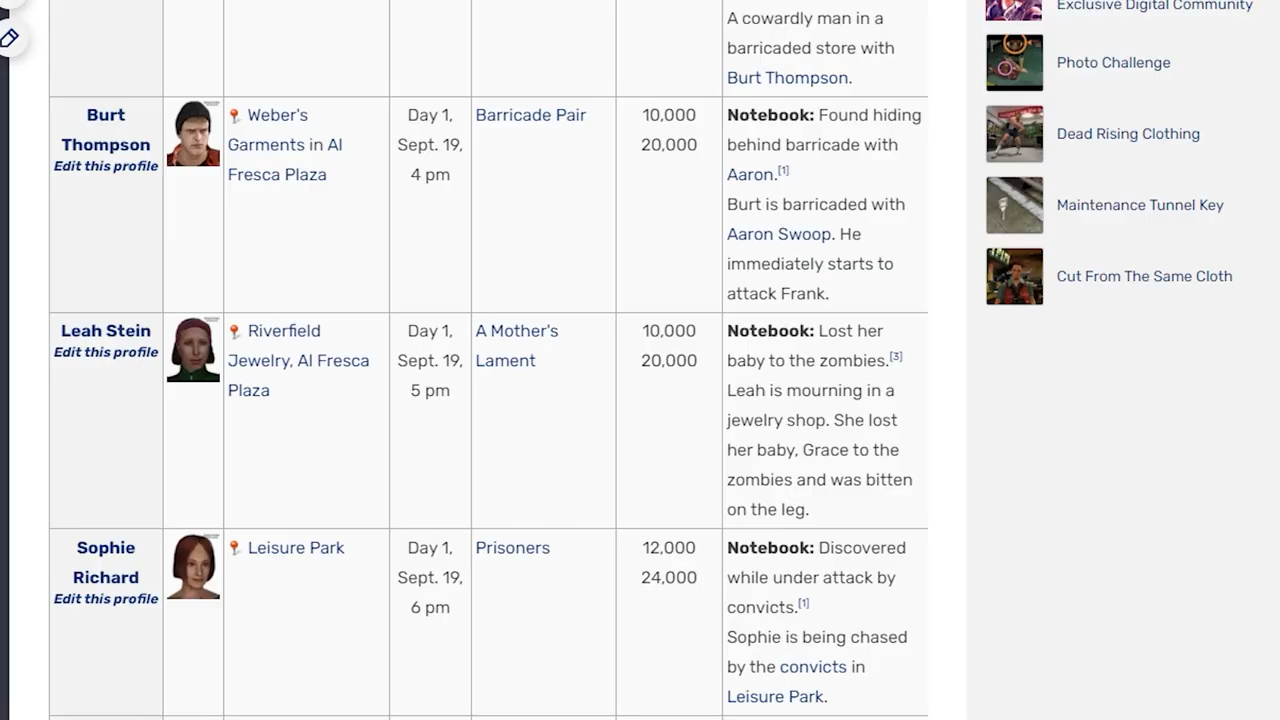 A cowardly man in a
barricaded store with
Burt Thompson.
Burt
Thompson
Edit this profile
Weber's
Garments in Al
Fresca Plaza
Day 1,
Sept. 19,
4 pm
Barricade Pair
10,000
20,000
Notebook: Found hiding
behind barricade with
Aaron.[1]
Burt is barricaded with
Aaron Swoop. He
immediately starts to
attack Frank.
Leah Stein
Edit this profile
Riverfield
Jewelry, Al Fresca
Plaza
Day 1,
Sept. 19,
5 pm
A Mother's
Lament
10,000
20,000
Notebook: Lost her
baby to the zombies.[3]
Leah is mourning in a
jewelry shop. She lost
her baby, Grace to the
zombies and was bitten
on the leg.
Sophie
Richard
Edit this profile
Leisure Park
Day 1,
Sept. 19,
6 pm
Prisoners
12,000
24,000
Notebook: Discovered
while under attack by
convicts.[1]
Sophie is being chased
by the convicts in
Leisure Park.
Exclusive Digital Community
Photo Challenge
Dead Rising Clothing
Maintenance Tunnel Key
Cut From The Same Cloth